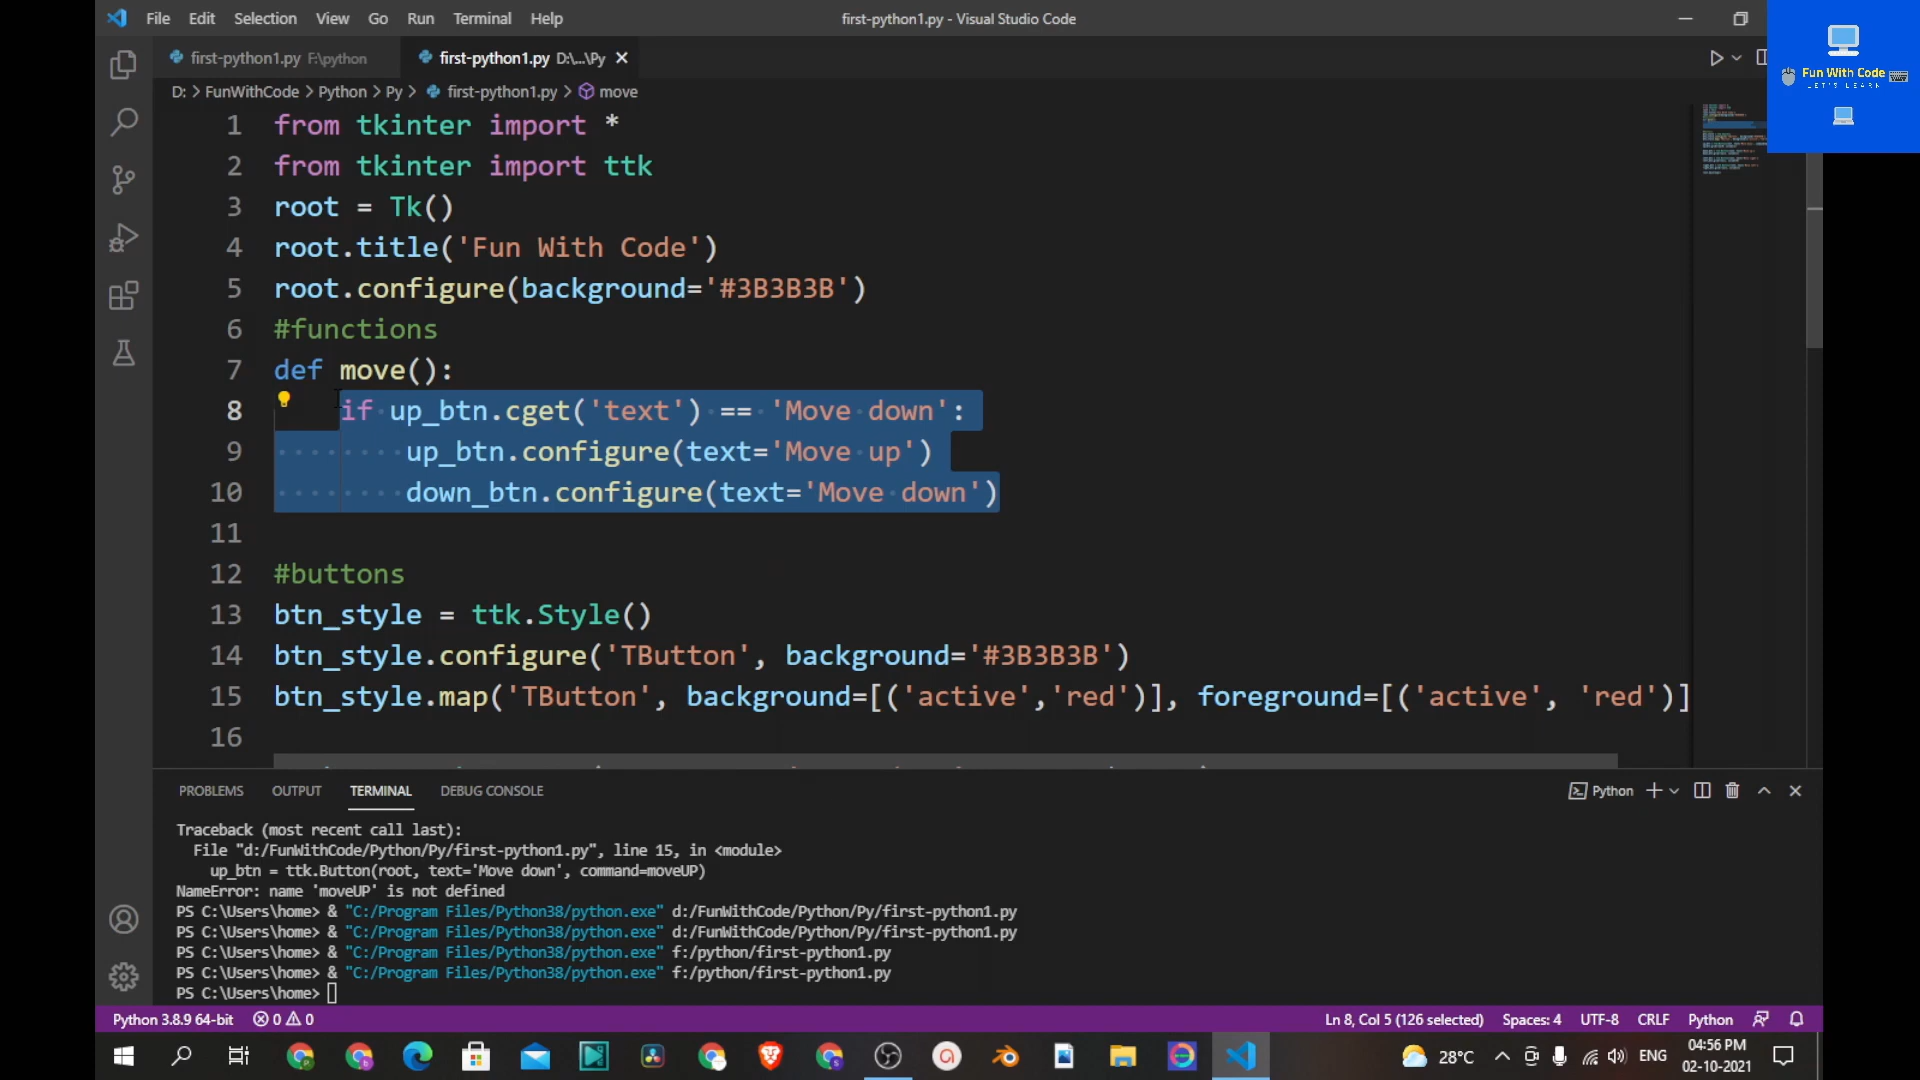 File Edit Selection View Go Run Terminal Help
first-python1.py - Visual Studio Code
Fun With Code
LET'S LEARN
first-python1.py F:\python
first-python1.py D:\...\Py
D: > FunWithCode > Python > Py > first-python1.py > move
1 from tkinter import *
2 from tkinter import ttk
3 root = Tk()
4 root.title('Fun With Code')
5 root.configure(background='#3B3B3B')
6 #functions
7 def move():
8 if up_btn.cget('text') == 'Move down':
9 up_btn.configure(text='Move up')
10 down_btn.configure(text='Move down')
11
12 #buttons
13 btn_style = ttk.Style()
14 btn_style.configure('TButton', background='#3B3B3B')
15 btn_style.map('TButton', background=[('active','red')], foreground=[('active', 'red')]
16
PROBLEMS OUTPUT TERMINAL DEBUG CONSOLE
Python
Traceback (most recent call last):
File "d:/FunWithCode/Python/Py/first-python1.py", line 15, in <module>
up_btn = ttk.Button(root, text='Move down', command=moveUP)
NameError: name 'moveUP' is not defined
PS C:\Users\home> & "C:/Program Files/Python38/python.exe" d:/FunWithCode/Python/Py/first-python1.py
PS C:\Users\home> & "C:/Program Files/Python38/python.exe" d:/FunWithCode/Python/Py/first-python1.py
PS C:\Users\home> & "C:/Program Files/Python38/python.exe" f:/python/first-python1.py
PS C:\Users\home> & "C:/Program Files/Python38/python.exe" f:/python/first-python1.py
PS C:\Users\home>
Python 3.8.9 64-bit 0 0
Ln 8, Col 5 (126 selected) Spaces: 4 UTF-8 CRLF Python
28°C ENG
04:56 PM
02-10-2021